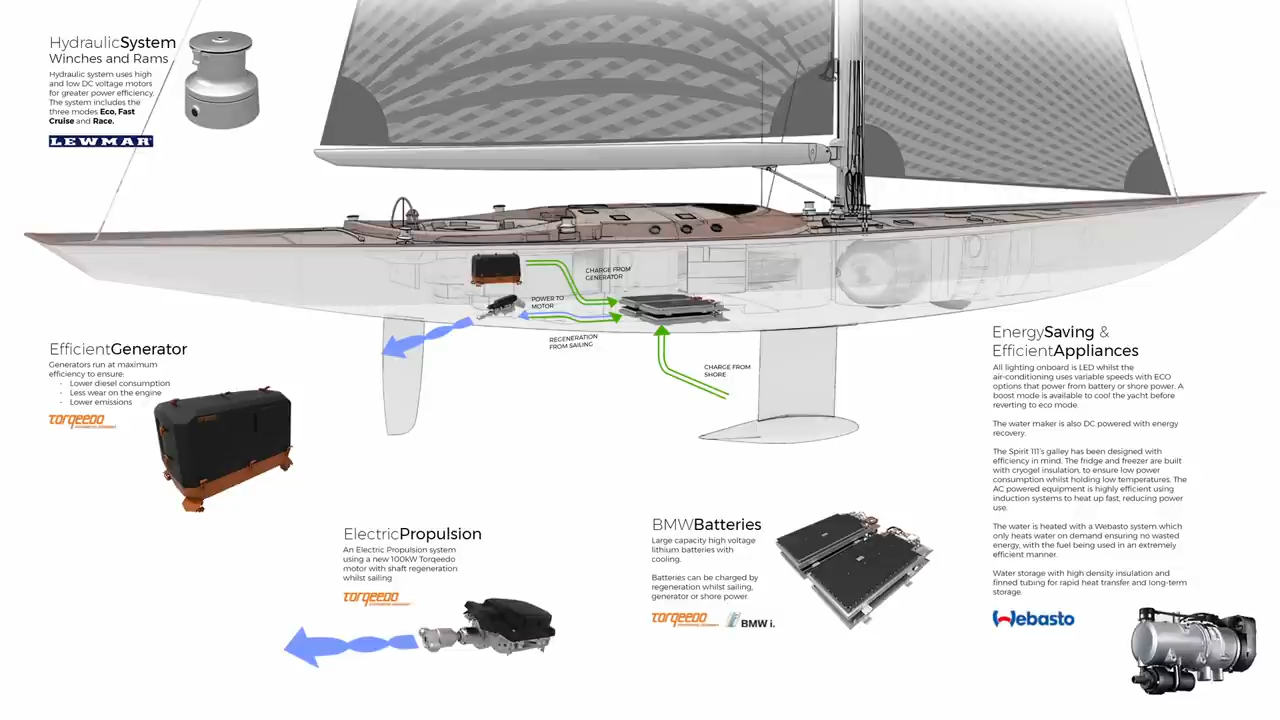 HydraulicSystem
Winches and Rams
Hydraulic system uses high
and low DC voltage motors
for greater power efficiency.
The system includes the
three modes Eco, Fast
Cruise and Race.
LEWMAR
CHARGE FROM
GENERATOR
POWER TO
MOTOR
REGENERATION
FROM SAILING
CHARGE FROM
SHORE
EfficientGenerator
Generators run at maximum
efficiency to ensure:
- Lower diesel consumption
- Less wear on the engine
- Lower emissions
Torqeedo
ElectricPropulsion
An Electric Propulsion system
using a new 100kW Torqeedo
motor with shaft regeneration
whilst sailing
Torqeedo
BMWBatteries
Large capacity high voltage
lithium batteries with
cooling.
Batteries can be charged by
regeneration whilst sailing,
generator or shore power.
Torqeedo
BMW i.
EnergySaving &
EfficientAppliances
All lighting onboard is LED whilst the
air-conditioning uses variable speeds with ECO
options that power from battery or shore power. A
boost mode is available to cool the yacht before
reverting to eco mode.
The water maker is also DC powered with energy
recovery.
The Spirit 111's galley has been designed with
efficiency in mind. The fridge and freezer are built
with cryogel insulation, to ensure low power
consumption whilst holding low temperatures. The
AC powered equipment is highly efficient using
induction systems to heat up fast, reducing power
use.
The water is heated with a Webasto system which
only heats water on demand ensuring no wasted
energy, with the fuel being used in an extremely
efficient manner.
Water storage with high density insulation and
finned tubing for rapid heat transfer and long-term
storage.
Webasto